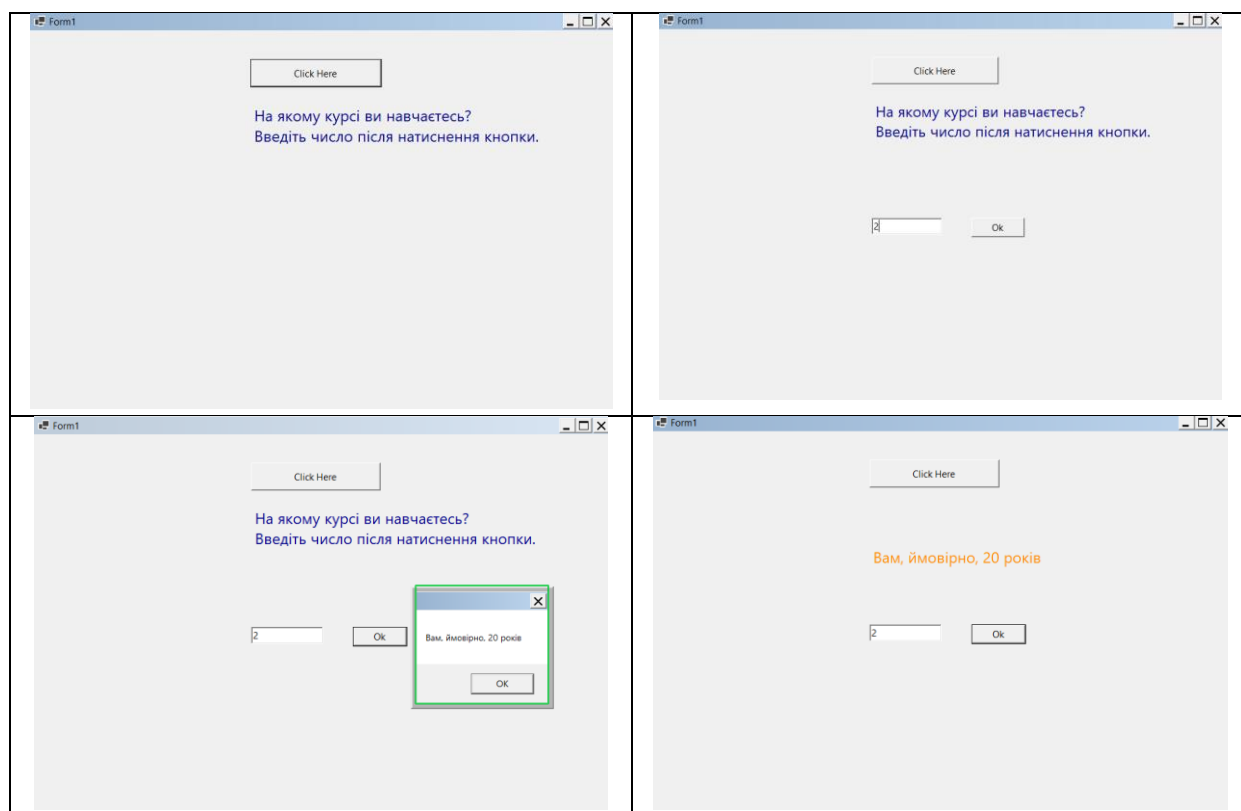 Form1
Click Here
На якому курсі ви навчаєтесь?
Введіть число після натиснення кнопки.
Form1
Click Here
На якому курсі ви навчаєтесь?
Введіть число після натиснення кнопки.
2
Ok
Form1
Click Here
На якому курсі ви навчаєтесь?
Введіть число після натиснення кнопки.
2
Ok
Вам, ймовірно, 20 років
OK
Form1
Click Here
Вам, ймовірно, 20 років
2
Ok